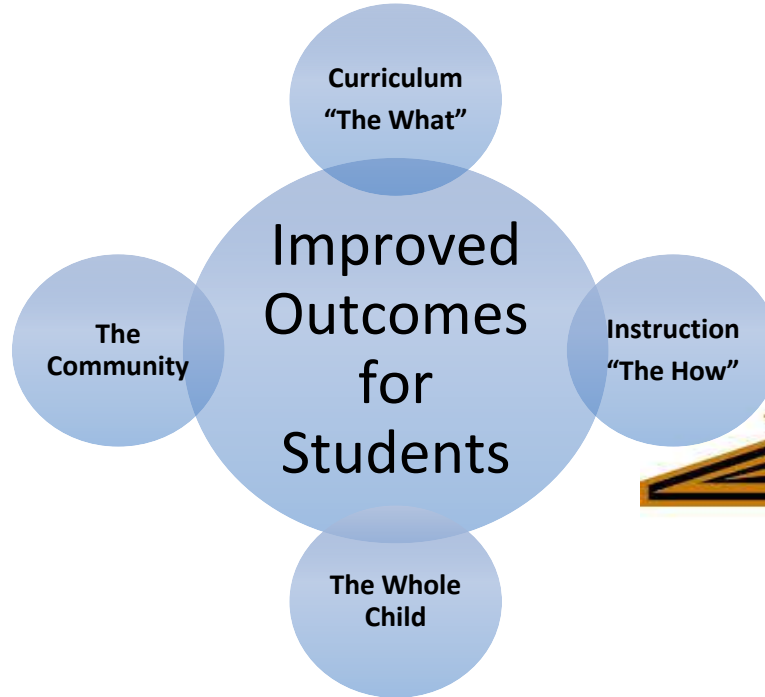 Curriculum
“The What”
Improved
Outcomes
for
Students
The
Community
Instruction
“The How”
The Whole
Child